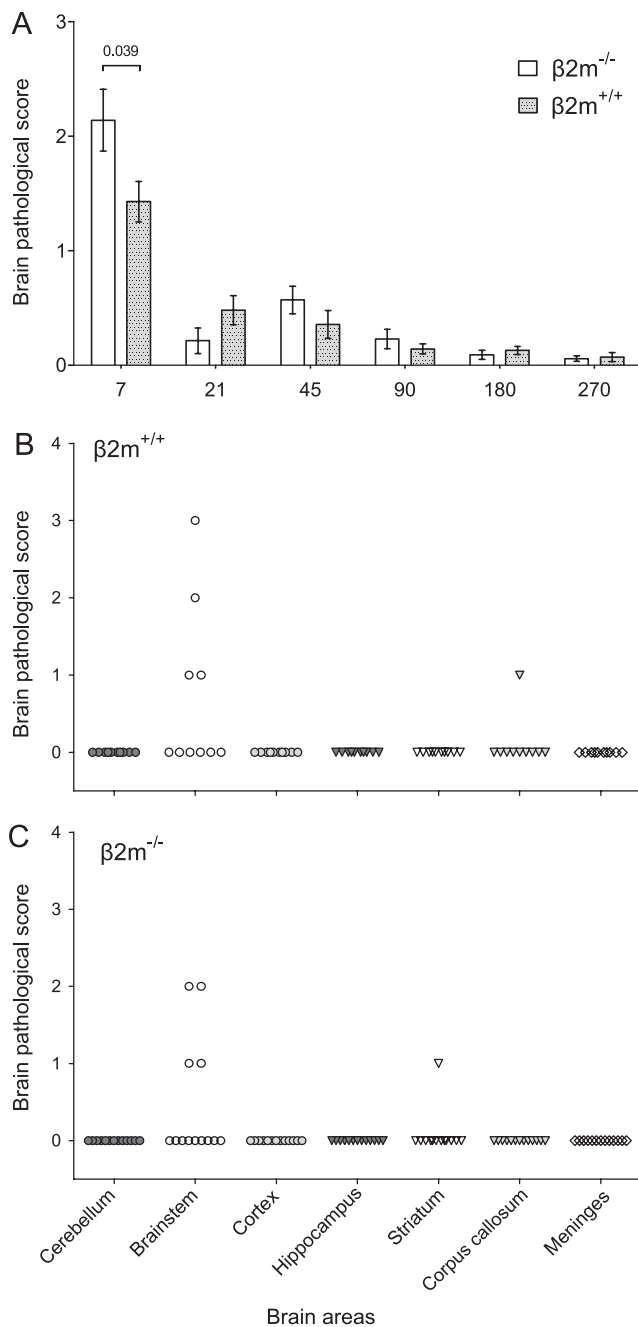 A
Brain pathological score
3
2
1
0
0.039
β2m-/-
β2m+/+
7 21 45 90 180 270
B
β2m+/+
Brain pathological score
4
3
2
1
0
C
β2m-/-
Brain pathological score
4
3
2
1
0
Cerebellum
Brainstem
Cortex
Hippocampus
Striatum
Corpus callosum
Meninges
Brain areas